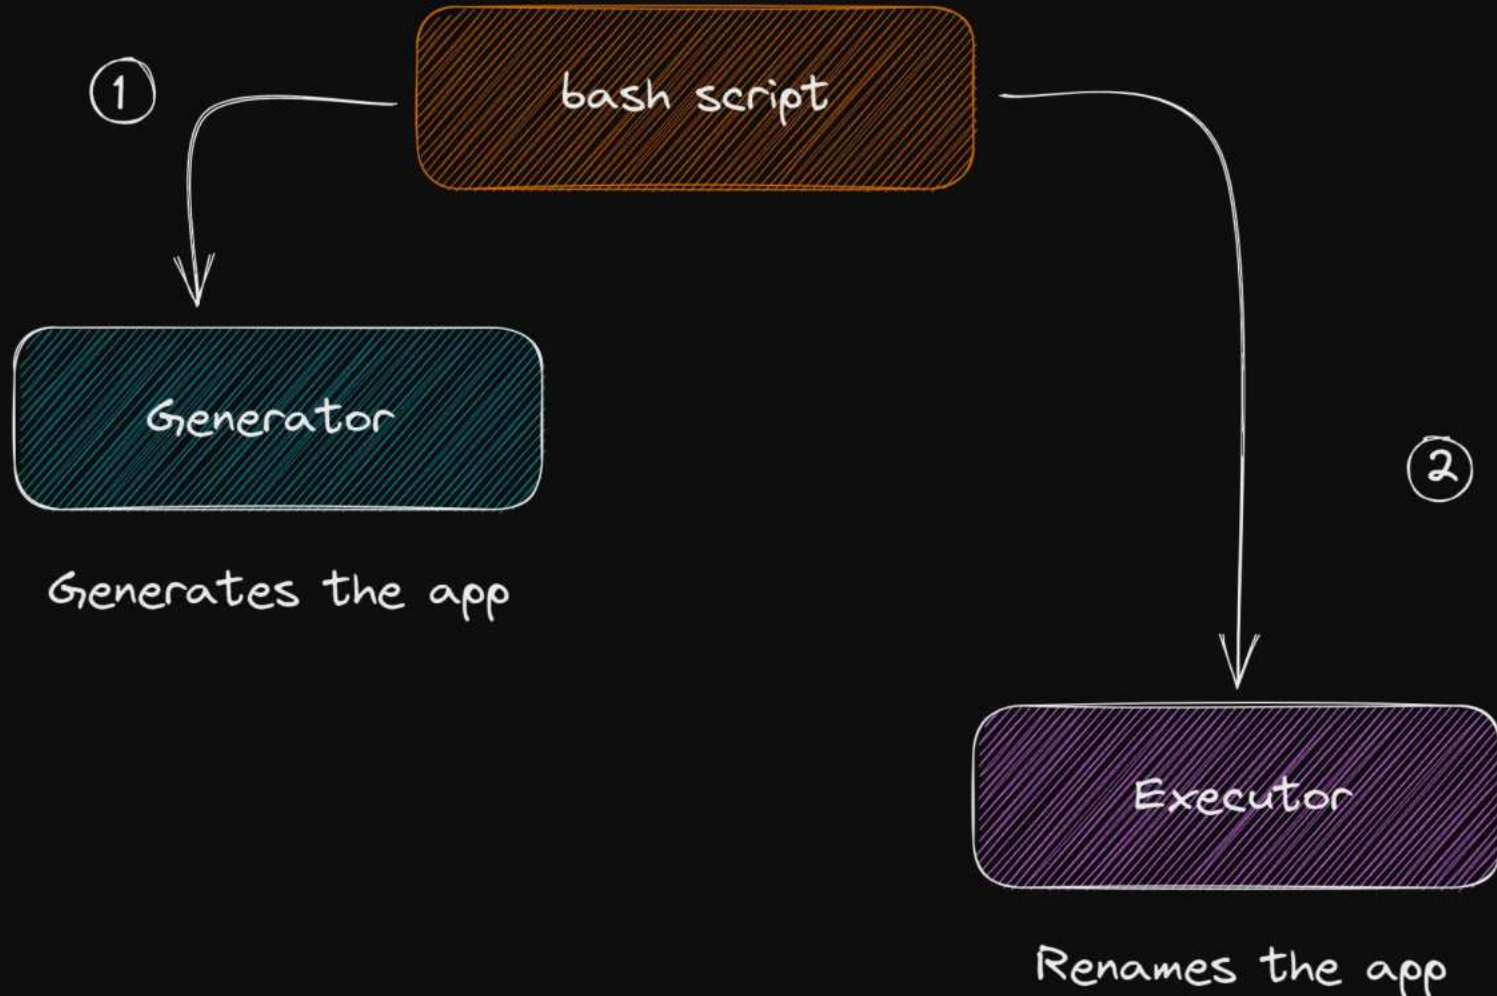 bash script
1
Generator
Generates the app
2
Executor
Renames the app